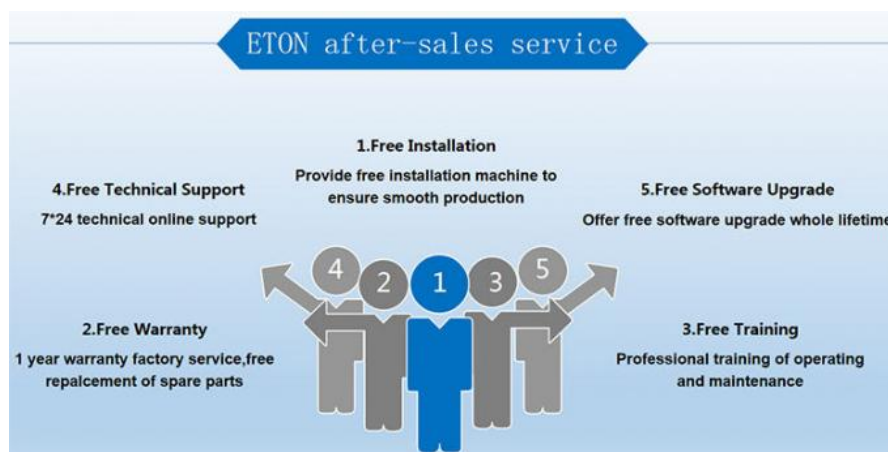 ETON after-sales service
1.Free Installation
Provide free installation machine to
ensure smooth production
4.Free Technical Support
7*24 technical online support
5.Free Software Upgrade
Offer free software upgrade whole lifetime
4
2
1
3
5
2.Free Warranty
1 year warranty factory service,free
repalcement of spare parts
3.Free Training
Professional training of operating
and maintenance